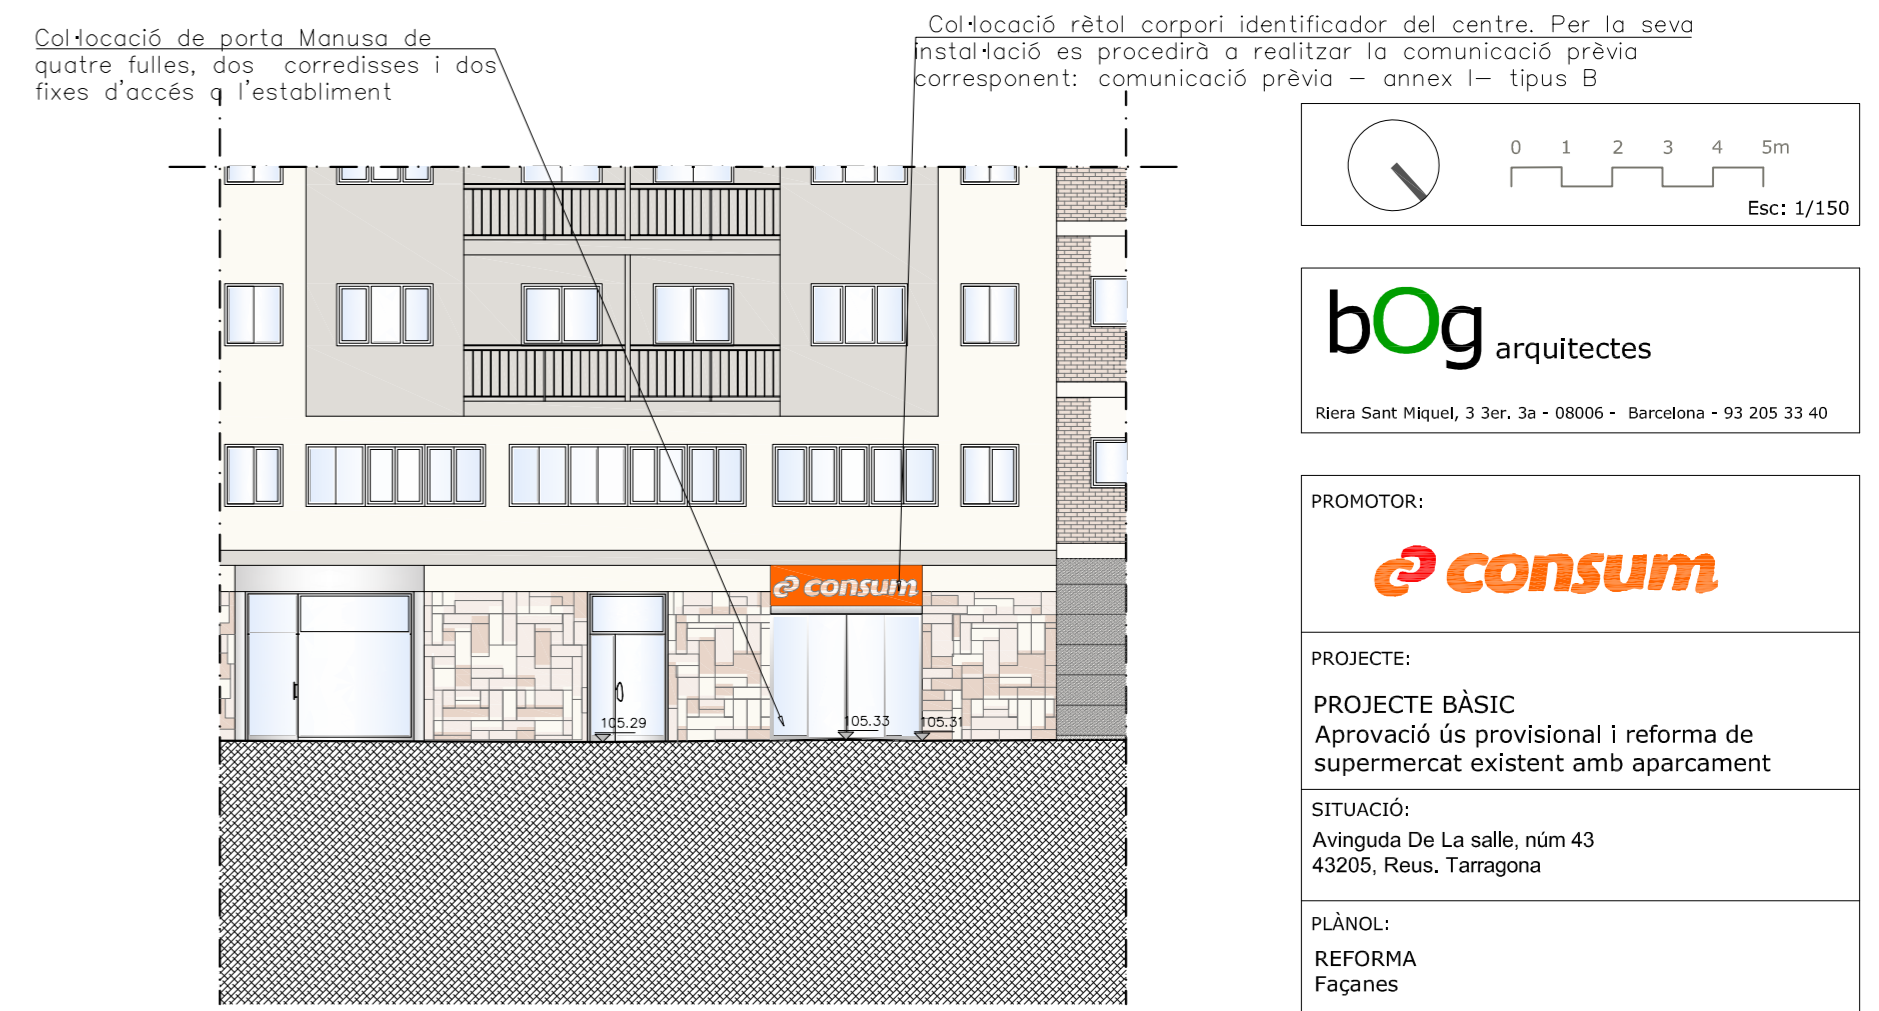 Col·locació de porta Manusa de
quatre fulles, dos corredisses i dos
fixes d'accés a l'establiment
Col·locació rètol corpori identificador del centre. Per la seva
instal·lació es procedirà a realitzar la comunicació prèvia
corresponent: comunicació prèvia – annex I– tipus B
consum
105.29
105.33
105.31
0 1 2 3 4 5m
Esc: 1/150
bOg arquitectes
Riera Sant Miquel, 3 3er. 3a - 08006 - Barcelona - 93 205 33 40
PROMOTOR:
consum
PROJECTE:
PROJECTE BÀSIC
Aprovació ús provisional i reforma de
supermercat existent amb aparcament
SITUACIÓ:
Avinguda De La salle, núm 43
43205, Reus. Tarragona
PLÀNOL:
REFORMA
Façanes